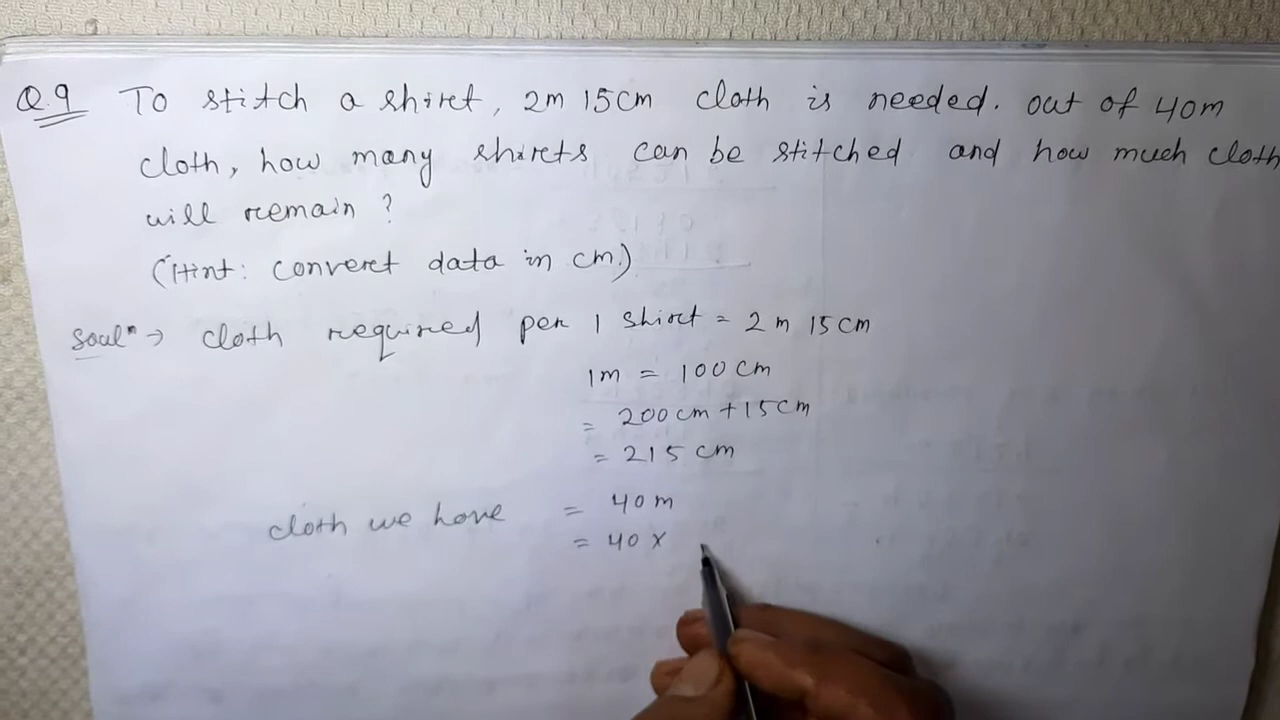 Q.9 To stitch a shirt, 2m 15cm cloth is needed. out of 40m
cloth, how many shirts can be stitched and how much cloth
will remain ?
(Hint: convert data in cm.)
Soulⁿ → cloth required per 1 shirt = 2 m 15 cm
1m = 100 cm
= 200 cm + 15 cm
= 215 cm
cloth we have = 40 m
= 40 x